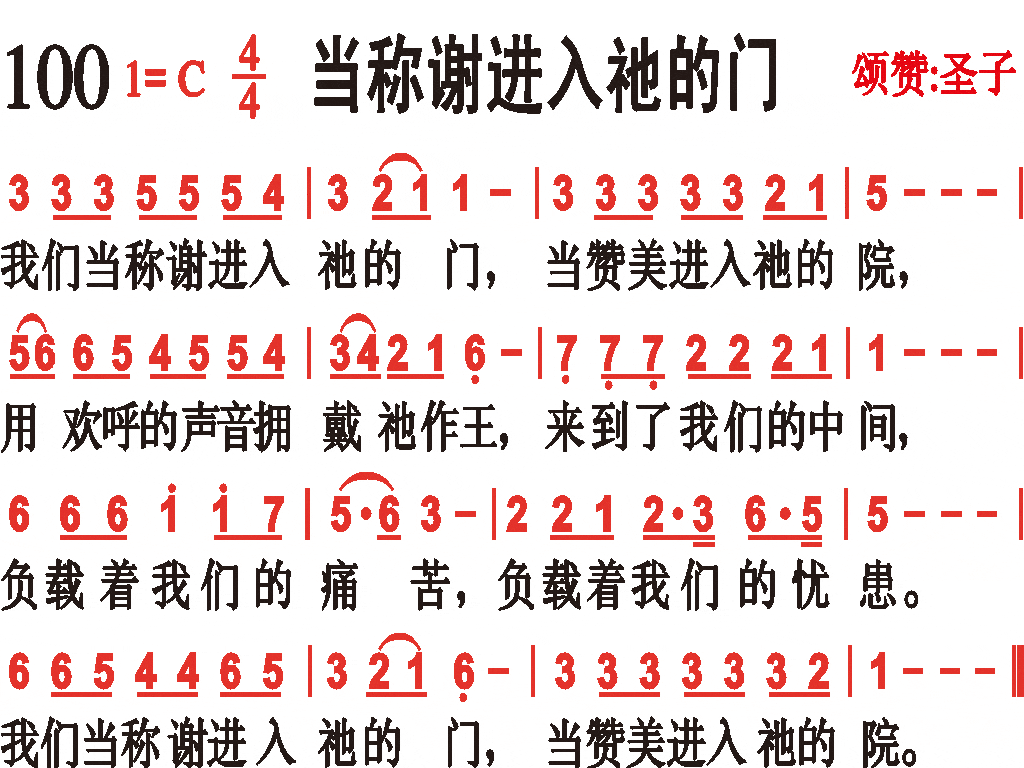 100 1=C 4/4 当称谢进入祂的门 颂赞:圣子
3 3 3 5 5 5 4 | 3 2 1 1 − | 3 3 3 3 3 2 1 | 5 − − − |
我们当称谢进入 祂的 门， 当赞美进入祂的 院，
5 6 6 5 4 5 5 4 | 3 4 2 1 6̣ − | 7̣ 7̣ 7̣ 2 2 2 1 | 1 − − − |
用 欢呼的声音拥 戴 祂作王， 来到了我们的中间，
6 6 6 1̇ 1̇ 7 | 5· 6 3 − | 2 2 1 2· 3 6· 5 | 5 − − − |
负载着我们的 痛 苦，负载着我们的忧 患。
6 6 5 4 4 6 5 | 3 2 1 6̣ − | 3 3 3 3 3 3 2 | 1 − − − ‖
我们当称谢进入 祂的 门， 当赞美进入祂的 院。